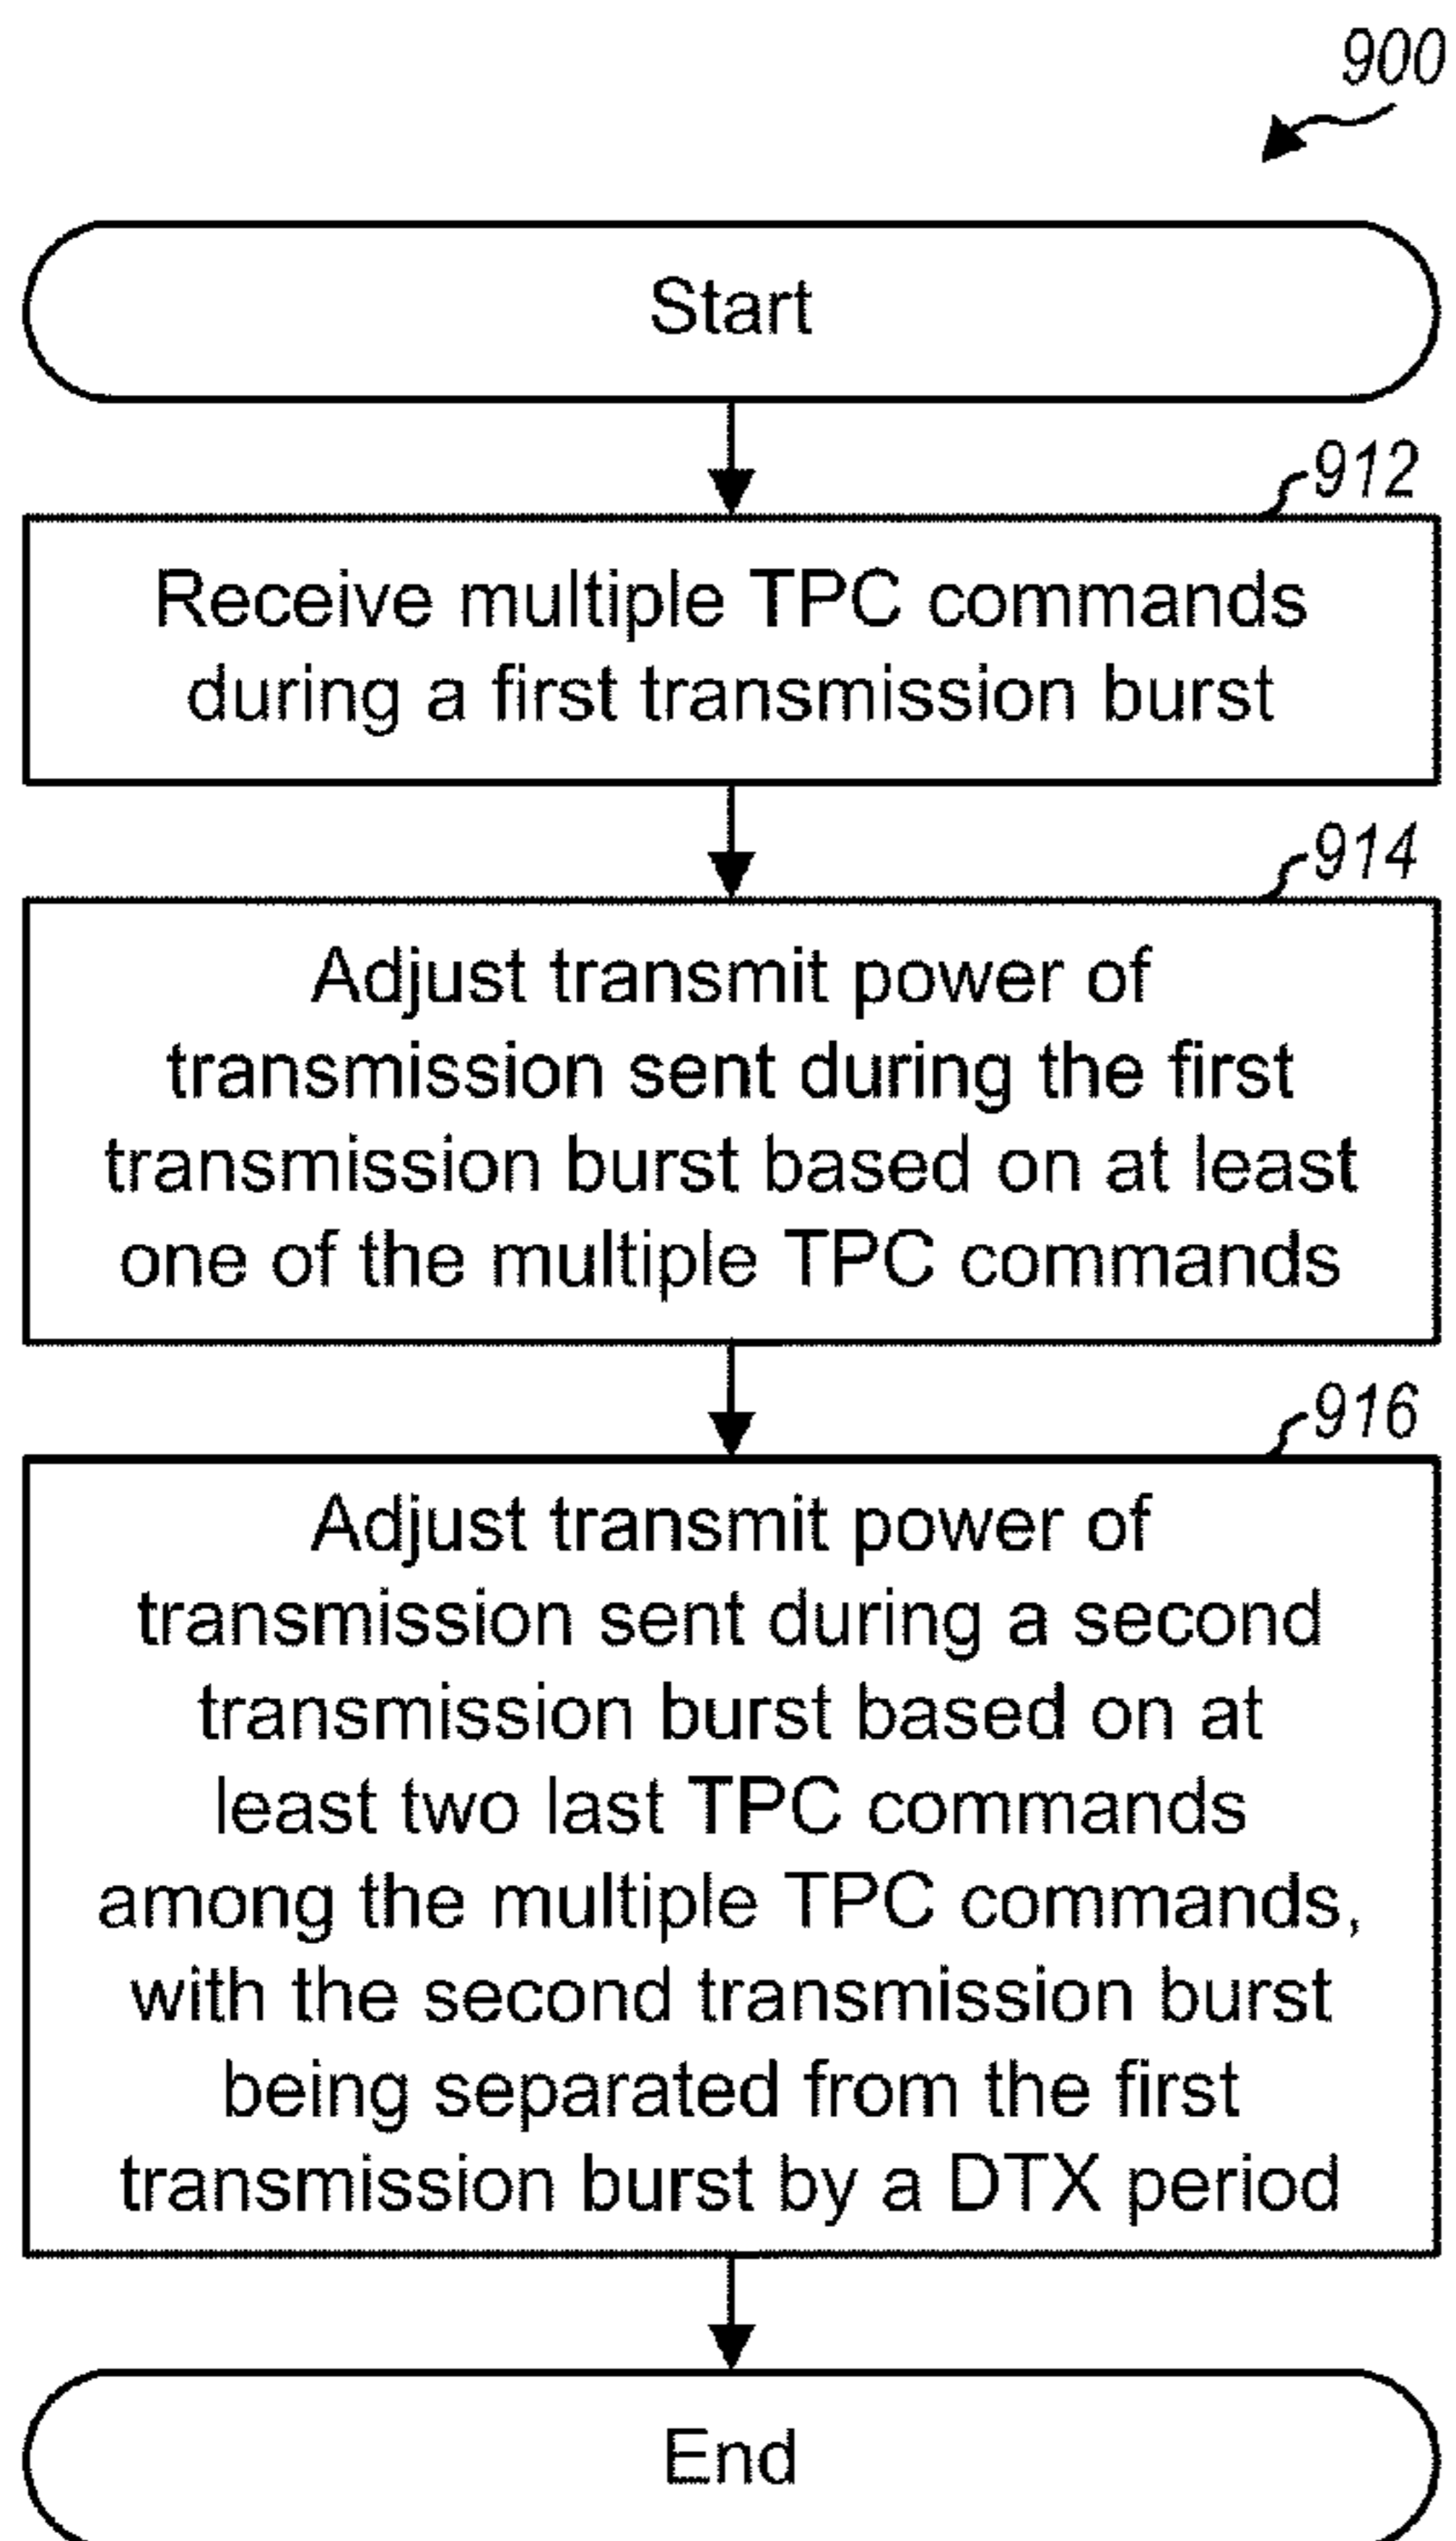 900
Start
912
Receive multiple TPC commands
during a first transmission burst
914
Adjust transmit power of
transmission sent during the first
transmission burst based on at least
one of the multiple TPC commands
916
Adjust transmit power of
transmission sent during a second
transmission burst based on at
least two last TPC commands
among the multiple TPC commands,
with the second transmission burst
being separated from the first
transmission burst by a DTX period
End